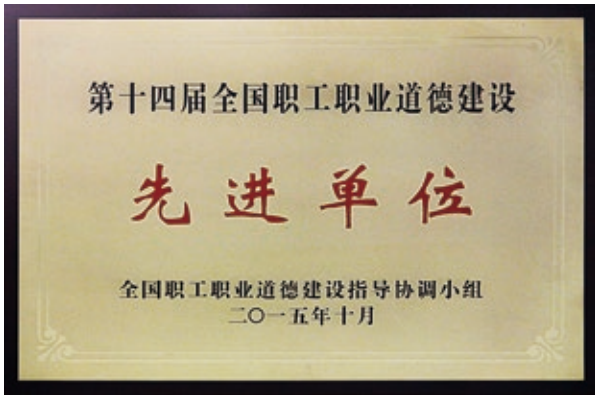 第十四届全国职工职业道德建设
先进单位
全国职工职业道德建设指导协调小组
二〇一五年十月